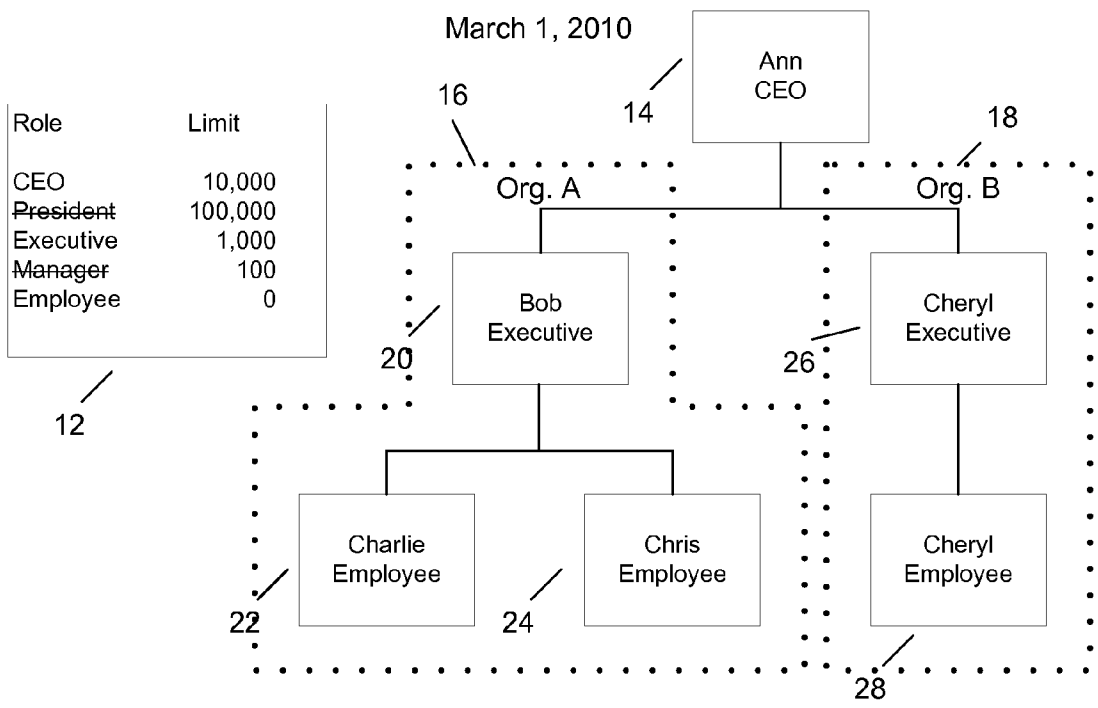 March 1, 2010
Ann
CEO
14
16
18
Role Limit
CEO 10,000
President 100,000
Executive 1,000
Manager 100
Employee 0
12
Org. A
Org. B
Bob
Executive
20
Cheryl
Executive
26
Charlie
Employee
22
Chris
Employee
24
Cheryl
Employee
28